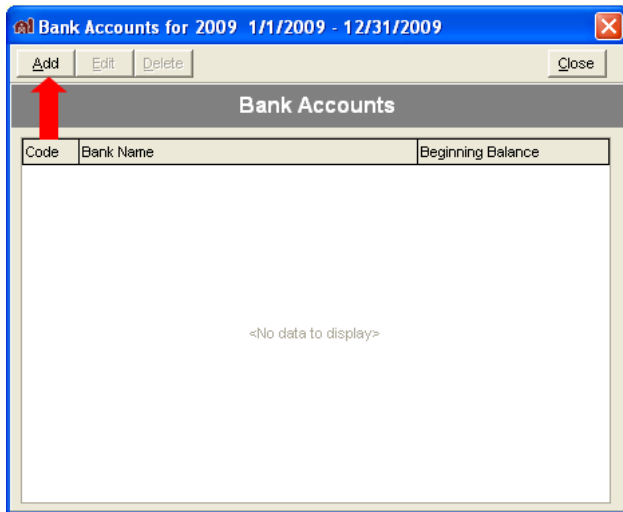 Bank Accounts for 2009 1/1/2009 - 12/31/2009
Add Edit Delete Close
Bank Accounts
Code Bank Name Beginning Balance
<No data to display>